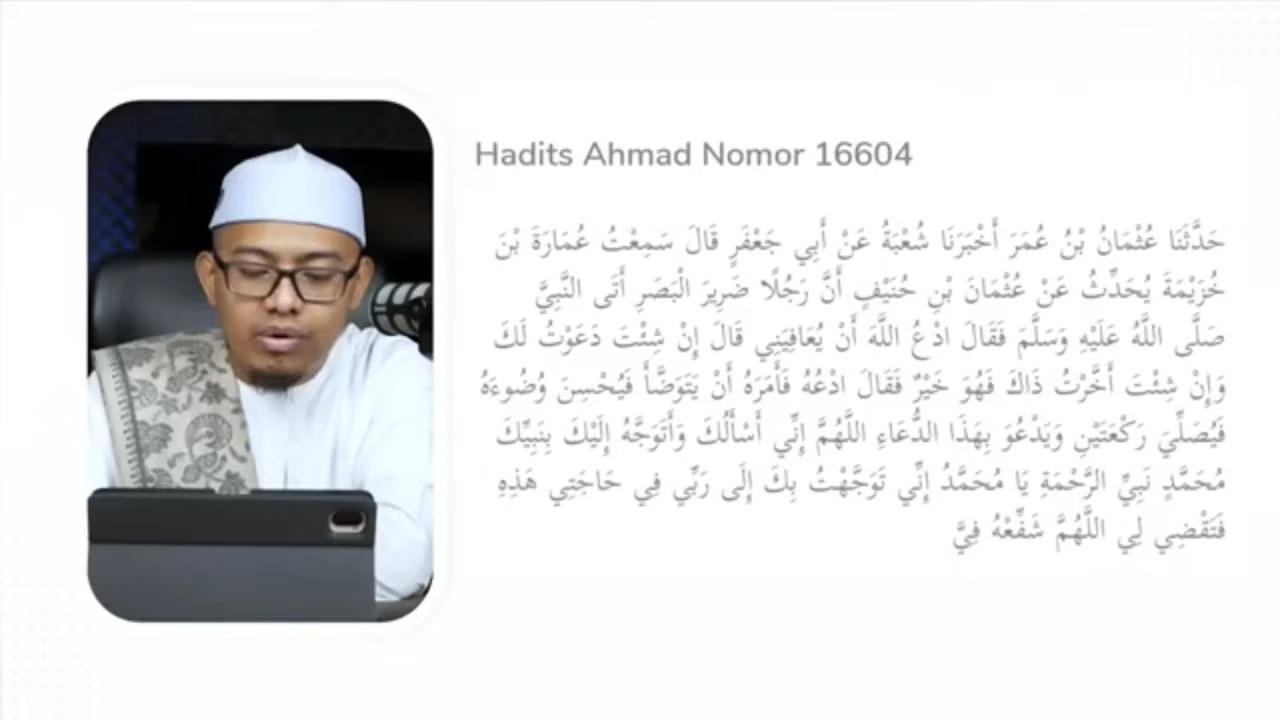 Hadits Ahmad Nomor 16604
حَدَّثَنَا عُثْمَانُ بْنُ عُمَرَ أَخْبَرَنَا شُعْبَةُ عَنْ أَبِي جَعْفَرٍ قَالَ سَمِعْتُ عُمَارَةَ بْنَ
خُزَيْمَةَ يُحَدِّثُ عَنْ عُثْمَانَ بْنِ حُنَيْفٍ أَنَّ رَجُلًا ضَرِيرَ الْبَصَرِ أَتَى النَّبِيَّ
صَلَّى اللَّهُ عَلَيْهِ وَسَلَّمَ فَقَالَ ادْعُ اللَّهَ أَنْ يُعَافِيَنِي قَالَ إِنْ شِئْتَ دَعَوْتُ لَكَ
وَإِنْ شِئْتَ أَخَّرْتُ ذَاكَ فَهُوَ خَيْرٌ فَقَالَ ادْعُهُ فَأَمَرَهُ أَنْ يَتَوَضَّأَ فَيُحْسِنَ وُضُوءَهُ
فَيُصَلِّيَ رَكْعَتَيْنِ وَيَدْعُوَ بِهَذَا الدُّعَاءِ اللَّهُمَّ إِنِّي أَسْأَلُكَ وَأَتَوَجَّهُ إِلَيْكَ بِنَبِيِّكَ
مُحَمَّدٍ نَبِيِّ الرَّحْمَةِ يَا مُحَمَّدُ إِنِّي تَوَجَّهْتُ بِكَ إِلَى رَبِّي فِي حَاجَتِي هَذِهِ
فَتَقْضِي لِي اللَّهُمَّ شَفِّعْهُ فِيَّ